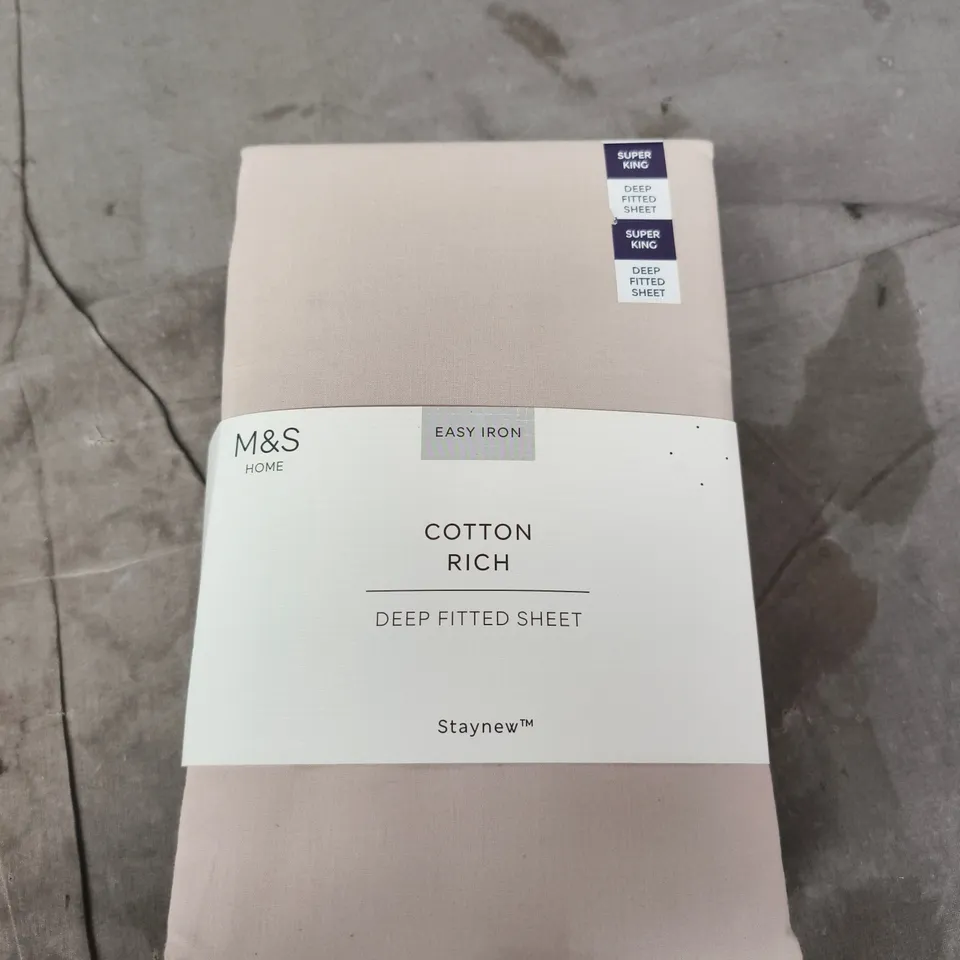 SUPER
KING
DEEP
FITTED
SHEET
SUPER
KING
DEEP
FITTED
SHEET
M&S
HOME
EASY IRON
COTTON
RICH
DEEP FITTED SHEET
Staynew™